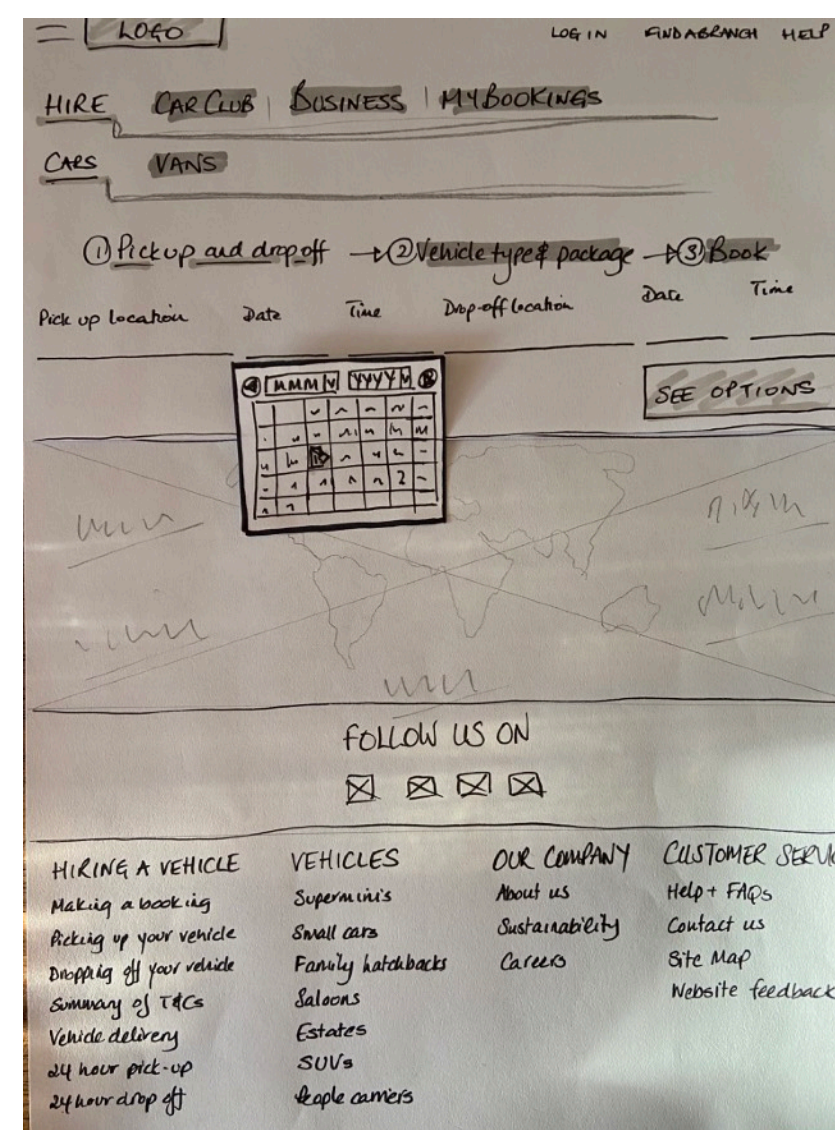 LOGO
LOG IN FIND A BRANCH HELP
HIRE CAR CLUB | BUSINESS | MY BOOKINGS
CARS VANS
① Pick up and drop off → ② Vehicle type & package → ③ Book
Pick up location Date Time Drop-off location Date Time
MMM YYYY
SEE OPTIONS
FOLLOW US ON
HIRING A VEHICLE
Making a booking
Picking up your vehicle
Dropping off your vehicle
Summary of T&Cs
Vehicle delivery
24 hour pick-up
24 hour drop off
VEHICLES
Supermini's
Small cars
Family hatchbacks
Saloons
Estates
SUVs
People carriers
OUR COMPANY
About us
Sustainability
Careers
CUSTOMER SERVIC
Help + FAQs
Contact us
Site Map
Website feedback